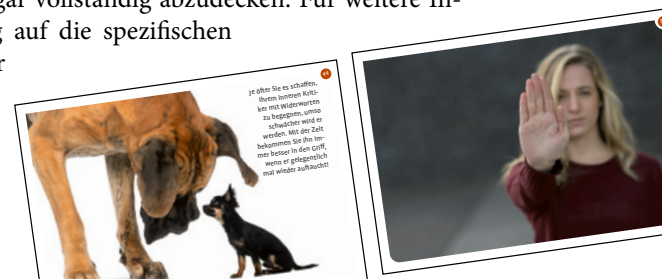 gar vollständig abzudecken. Für weitere In-
auf die spezifischen
44
Je öfter Sie es schaffen,
Ihrem inneren Kriti-
ker mit Widerworten
zu begegnen, umso
schwächer wird er
werden. Mit der Zeit
bekommen Sie ihn im-
mer besser in den Griff,
wenn er gelegentlich
mal wieder auftaucht!